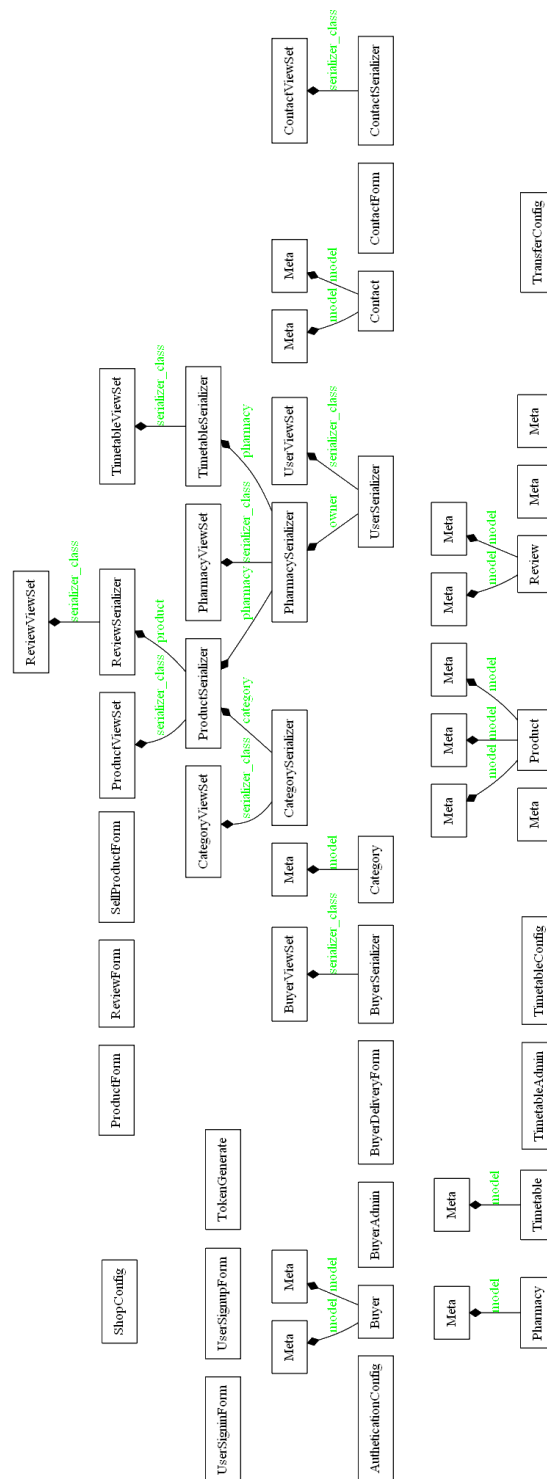 ReviewViewSet
serializer_class
ShopConfig
ProductForm
ReviewForm
SellProductForm
ProductViewSet
ReviewSerializer
TimetableViewSet
serializer_class
product
serializer_class
UserSigninForm
UserSignupForm
TokenGenerate
CategoryViewSet
ProductSerializer
PharmacyViewSet
TimetableSerializer
serializer_class
category
pharmacy
serializer_class
pharmacy
Meta
Meta
BuyerViewSet
Meta
CategorySerializer
PharmacySerializer
UserViewSet
Meta
Meta
ContactViewSet
model
model
serializer_class
model
owner
serializer_class
model
model
serializer_class
AutheticationConfig
Buyer
BuyerAdmin
BuyerDeliveryForm
BuyerSerializer
Category
UserSerializer
Contact
ContactForm
ContactSerializer
Meta
Meta
Meta
Meta
Meta
Meta
Meta
model
model
model
model
model
model
model
Pharmacy
Timetable
TimetableAdmin
TimetableConfig
Meta
Product
Review
Meta
Meta
TransferConfig